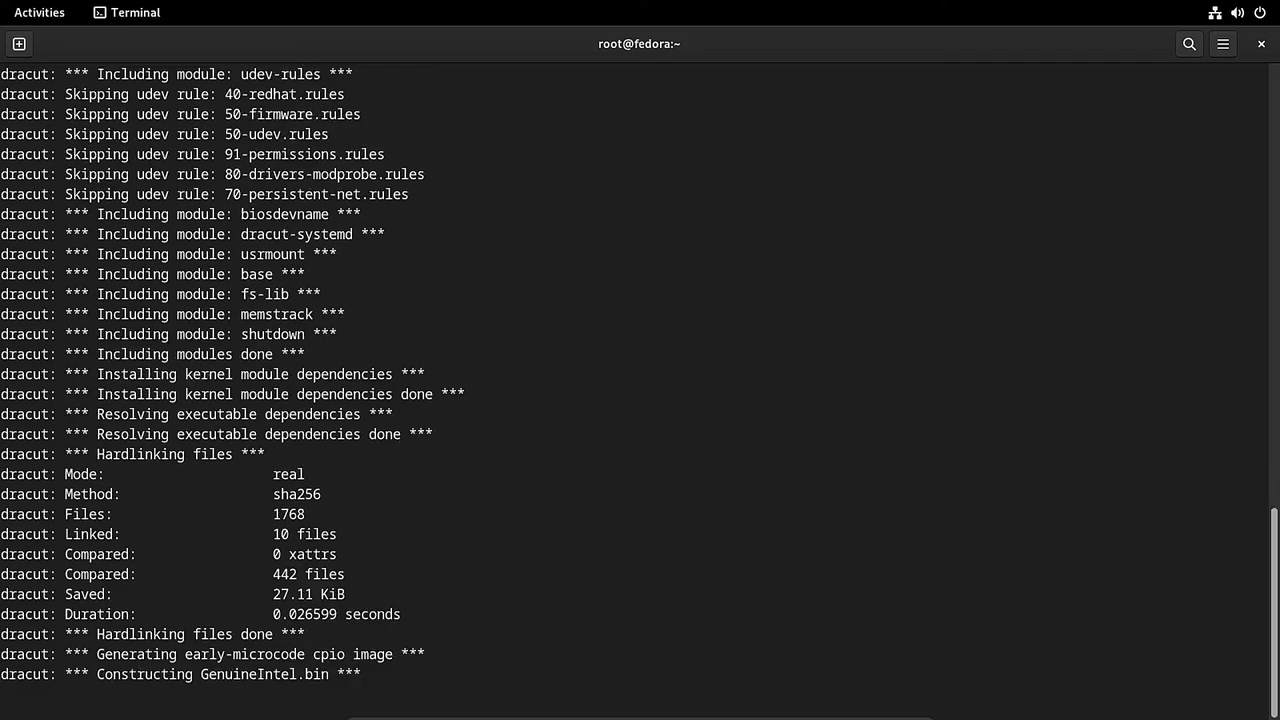 Activities Terminal
root@fedora:~
dracut: *** Including module: udev-rules ***
dracut: Skipping udev rule: 40-redhat.rules
dracut: Skipping udev rule: 50-firmware.rules
dracut: Skipping udev rule: 50-udev.rules
dracut: Skipping udev rule: 91-permissions.rules
dracut: Skipping udev rule: 80-drivers-modprobe.rules
dracut: Skipping udev rule: 70-persistent-net.rules
dracut: *** Including module: biosdevname ***
dracut: *** Including module: dracut-systemd ***
dracut: *** Including module: usrmount ***
dracut: *** Including module: base ***
dracut: *** Including module: fs-lib ***
dracut: *** Including module: memstrack ***
dracut: *** Including module: shutdown ***
dracut: *** Including modules done ***
dracut: *** Installing kernel module dependencies ***
dracut: *** Installing kernel module dependencies done ***
dracut: *** Resolving executable dependencies ***
dracut: *** Resolving executable dependencies done ***
dracut: *** Hardlinking files ***
dracut: Mode:                     real
dracut: Method:                   sha256
dracut: Files:                    1768
dracut: Linked:                   10 files
dracut: Compared:                 0 xattrs
dracut: Compared:                 442 files
dracut: Saved:                    27.11 KiB
dracut: Duration:                 0.026599 seconds
dracut: *** Hardlinking files done ***
dracut: *** Generating early-microcode cpio image ***
dracut: *** Constructing GenuineIntel.bin ***